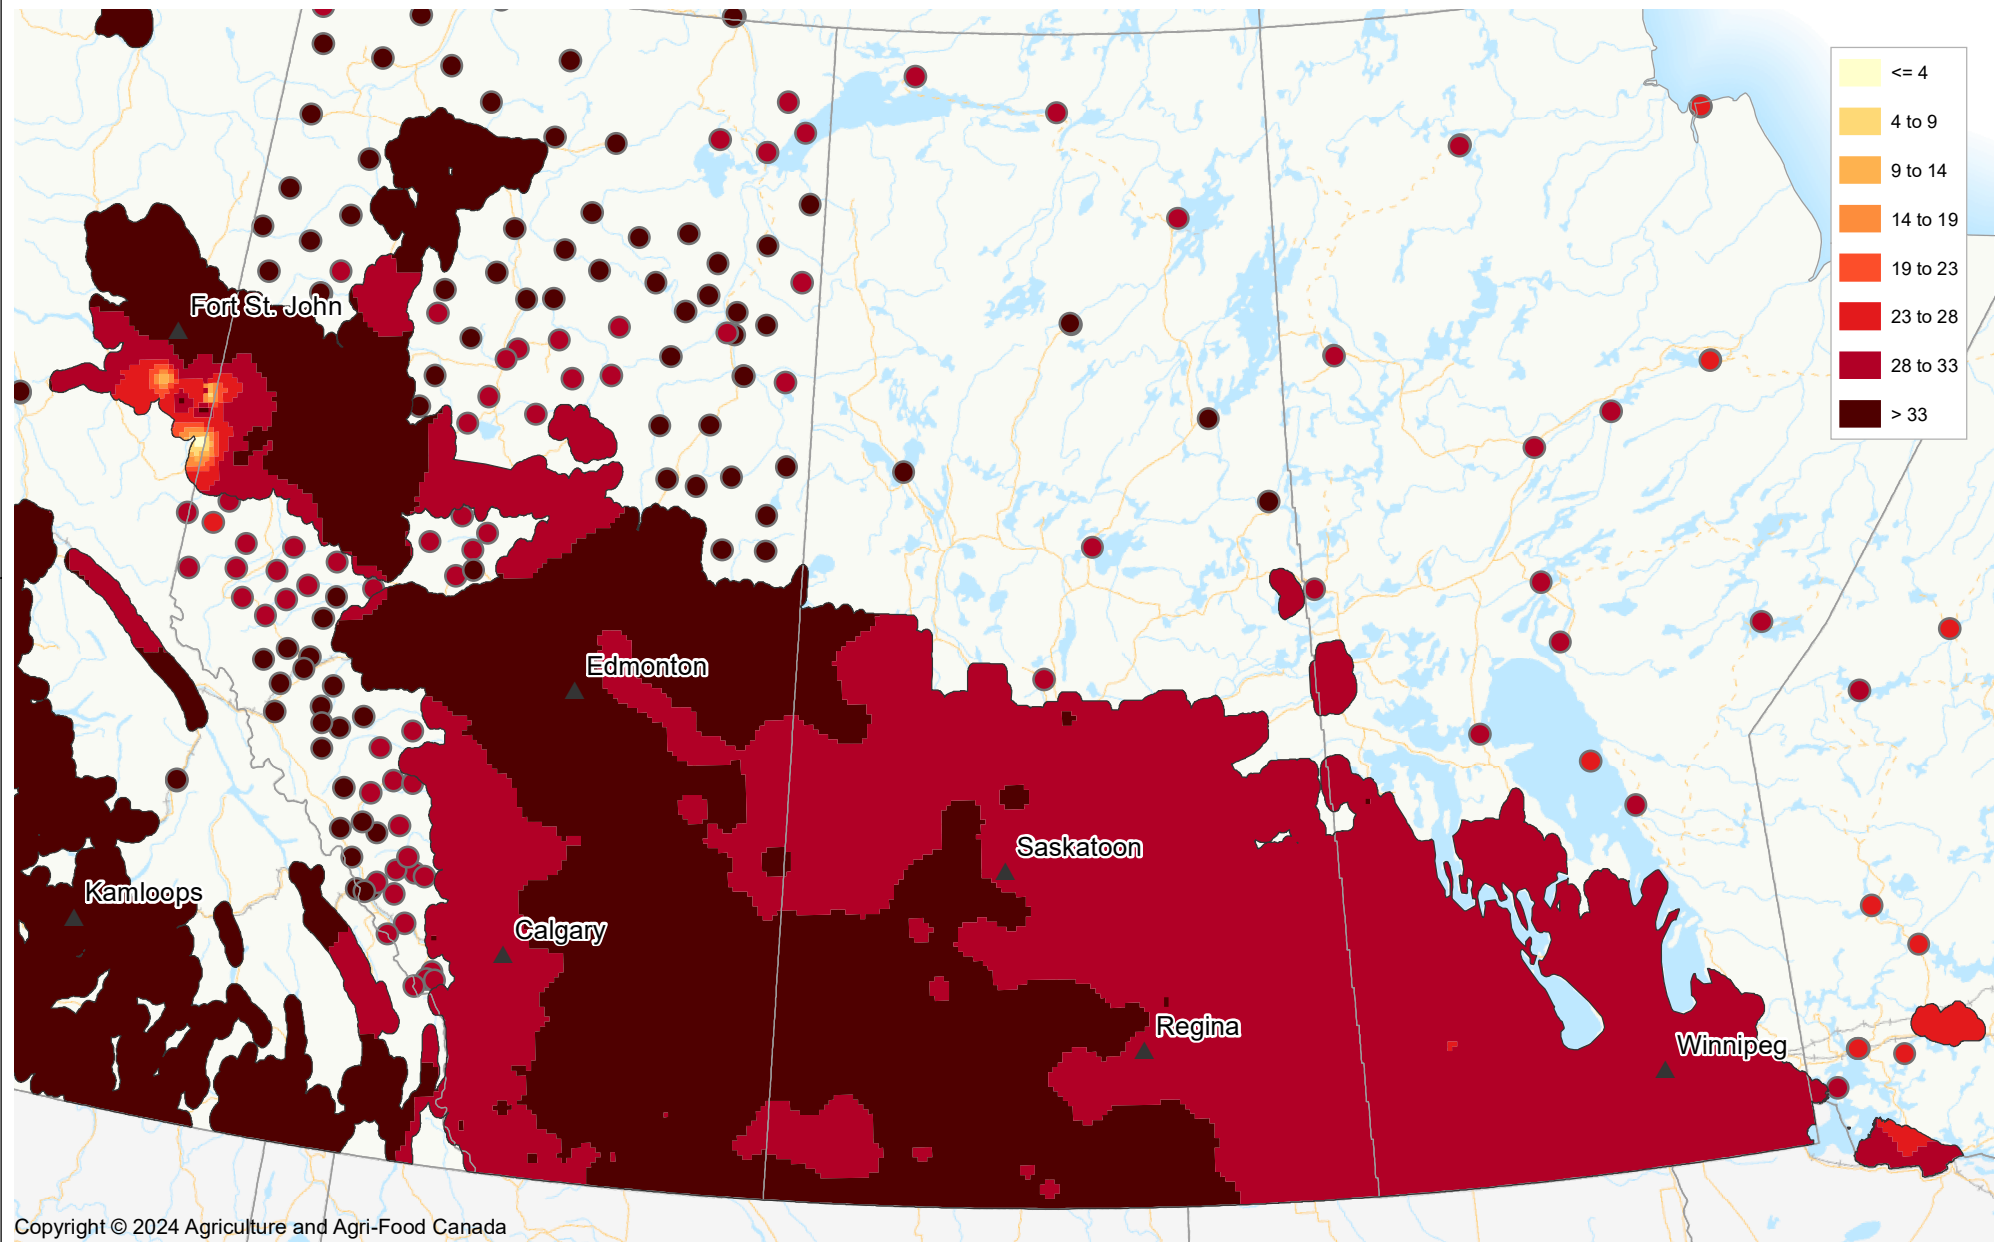 <= 4
4 to 9
9 to 14
14 to 19
19 to 23
23 to 28
28 to 33
> 33
Fort St. John
Edmonton
Saskatoon
Kamloops
Calgary
Regina
Winnipeg
Copyright © 2024 Agriculture and Agri-Food Canada